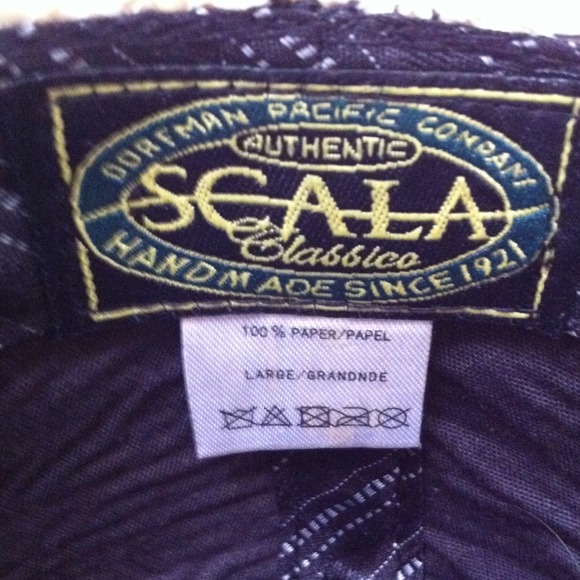 DORFMAN PACIFIC COMPANY
AUTHENTIC
SCALA
Classico
HANDMADE SINCE 1921
100% PAPER/PAPEL
LARGE/GRANDNDE